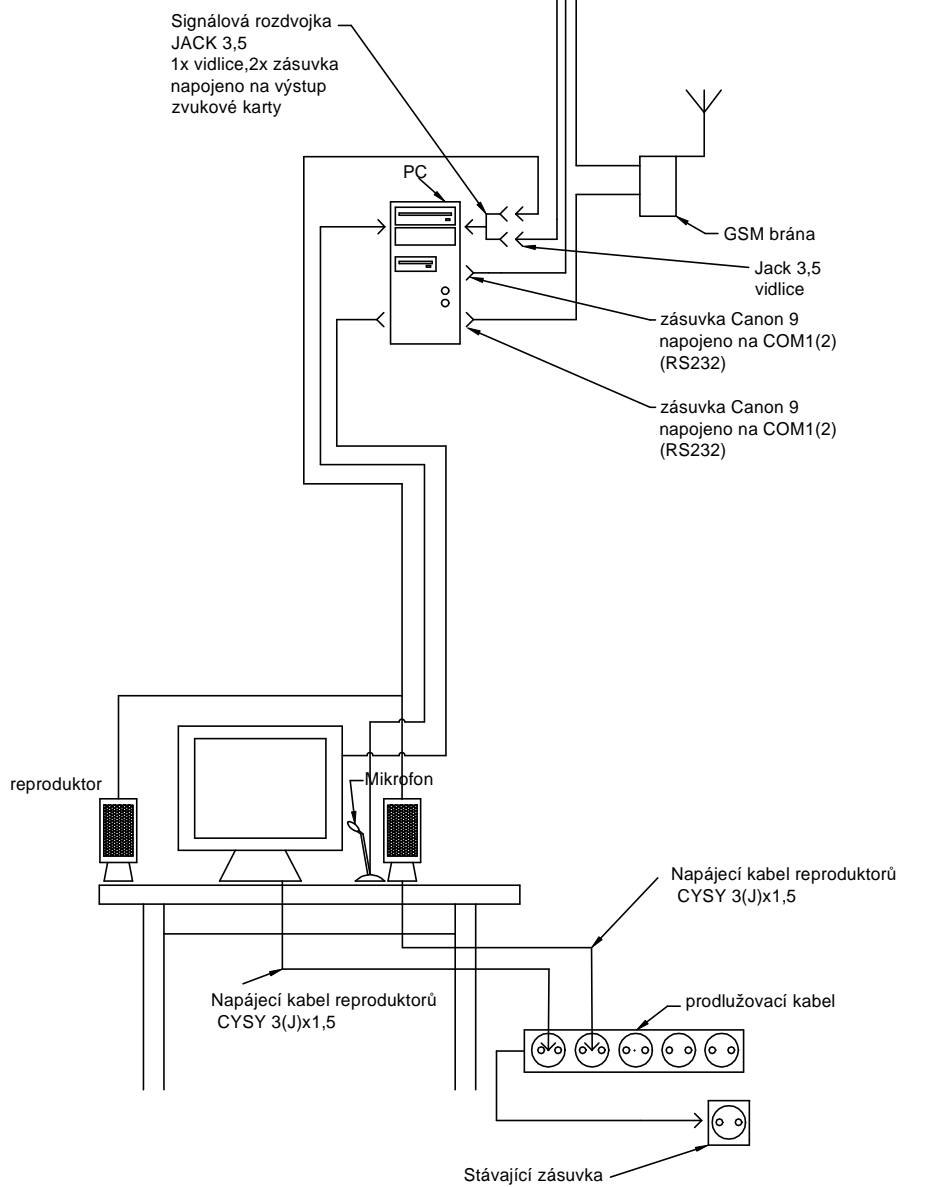 Signálová rozdvojka
JACK 3,5
1x vidlice,2x zásuvka
napojeno na výstup
zvukové karty
PC
GSM brána
Jack 3,5
vidlice
zásuvka Canon 9
napojeno na COM1(2)
(RS232)
zásuvka Canon 9
napojeno na COM1(2)
(RS232)
reproduktor
Mikrofon
Napájecí kabel reproduktorů
CYSY 3(J)x1,5
Napájecí kabel reproduktorů
CYSY 3(J)x1,5
prodlužovací kabel
Stávající zásuvka